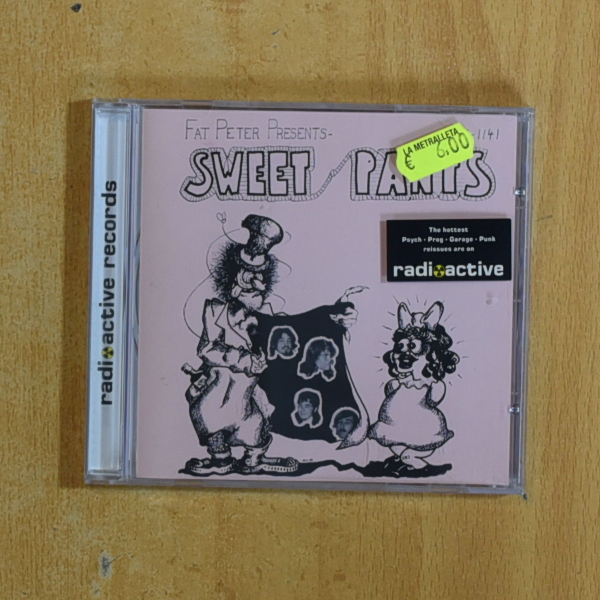 FAT PETER PRESENTS-
1141
SWEET PANTS
LA METRALLETA
€ 6,00
The hottest
Psych · Prog · Garage · Punk
reissues are on
radioactive
radioactive records